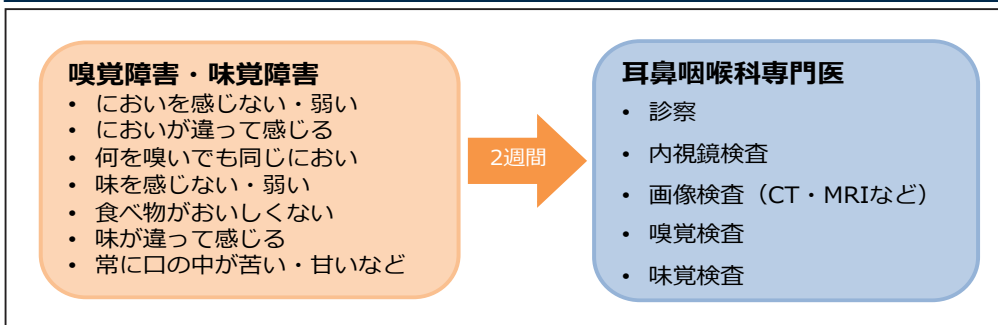 嗅覚障害・味覚障害
• においを感じない・弱い
• においが違って感じる
• 何を嗅いでも同じにおい
• 味を感じない・弱い
• 食べ物がおいしくない
• 味が違って感じる
• 常に口の中が苦い・甘いなど
2週間
耳鼻咽喉科専門医
• 診察
• 内視鏡検査
• 画像検査（CT・MRIなど）
• 嗅覚検査
• 味覚検査